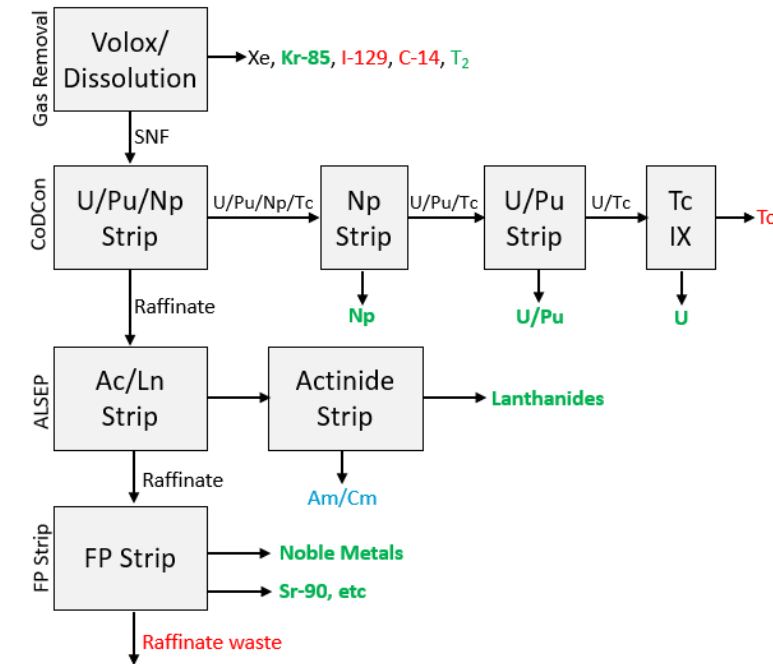 Gas Removal
Volox/
Dissolution
Xe, Kr-85, I-129, C-14, T₂
SNF
CoDCon
U/Pu/Np
Strip
U/Pu/Np/Tc
Np
Strip
U/Pu/Tc
U/Pu
Strip
U/Tc
Tc
IX
Tc
Np
U/Pu
U
Raffinate
ALSEP
Ac/Ln
Strip
Actinide
Strip
Lanthanides
Am/Cm
Raffinate
FP Strip
FP Strip
Noble Metals
Sr-90, etc
Raffinate waste